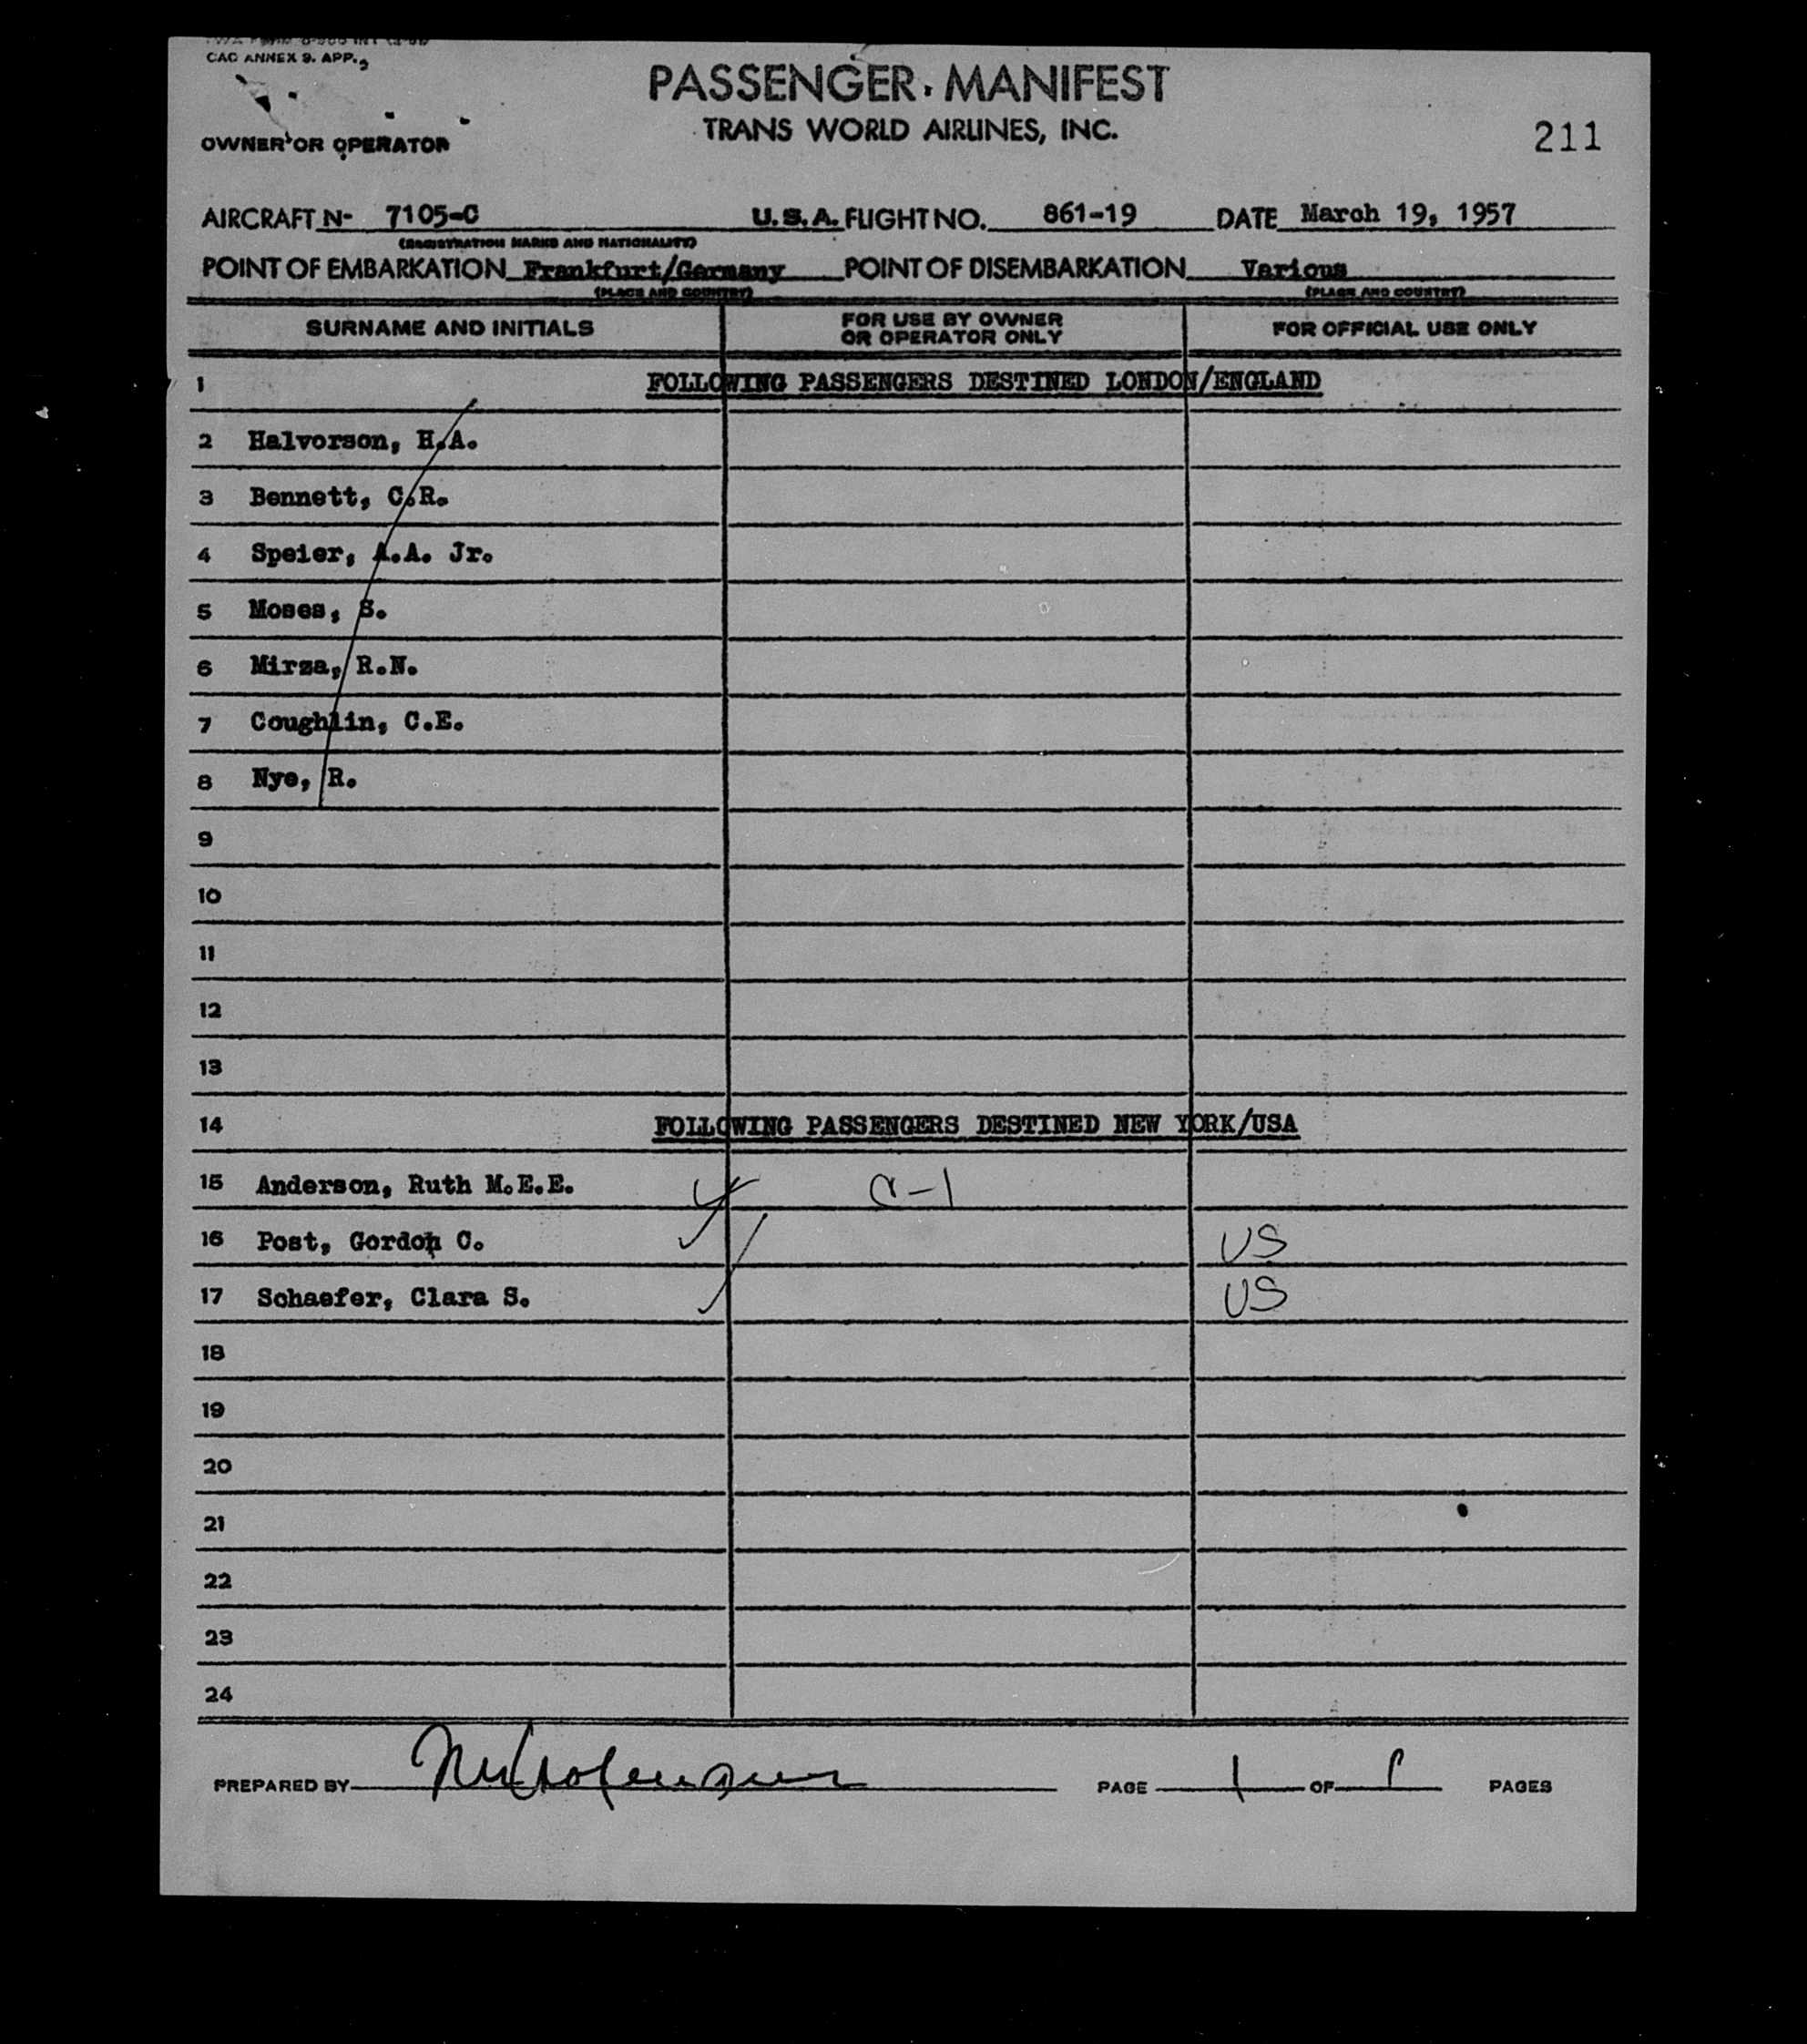 CAO ANNEX 9. APP.
PASSENGER MANIFEST
TRANS WORLD AIRLINES, INC.
211
OWNER OR OPERATOR
AIRCRAFT N- 7105-C U.S.A. FLIGHT NO. 861-19 DATE March 19, 1957
(REGISTRATION MARKS AND NATIONALITY)
POINT OF EMBARKATION Frankfurt/Germany POINT OF DISEMBARKATION Various
(PLACE AND COUNTRY) (PLACE AND COUNTRY)
SURNAME AND INITIALS FOR USE BY OWNER OR OPERATOR ONLY FOR OFFICIAL USE ONLY
1 FOLLOWING PASSENGERS DESTINED LONDON/ENGLAND
2 Halvorson, H.A.
3 Bennett, C.R.
4 Speier, A.A. Jr.
5 Moses, S.
6 Mirza, R.N.
7 Coughlin, C.E.
8 Nye, R.
9
10
11
12
13
14 FOLLOWING PASSENGERS DESTINED NEW YORK/USA
15 Anderson, Ruth M.E.E. C-1
16 Post, Gordon C. US
17 Schaefer, Clara S. US
18
19
20
21
22
23
24
PREPARED BY PAGE 1 OF 1 PAGES